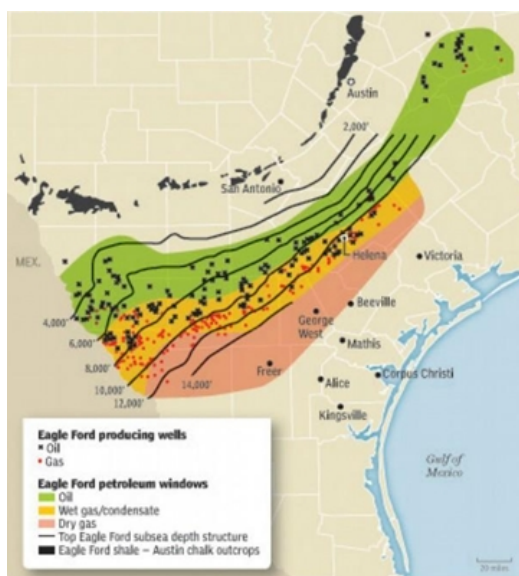 Austin
2,000'
San Antonio
MEX.
Helena
Victoria
4,000'
Beeville
6,000'
George
West
8,000'
Mathis
10,000'
14,000'
Freer
12,000'
Alice
Corpus Christi
Kingsville
Eagle Ford producing wells
Oil
Gas
Gulf of
Mexico
Eagle Ford petroleum windows
Oil
Wet gas/condensate
Dry gas
Top Eagle Ford subsea depth structure
Eagle Ford shale – Austin chalk outcrops
20 miles